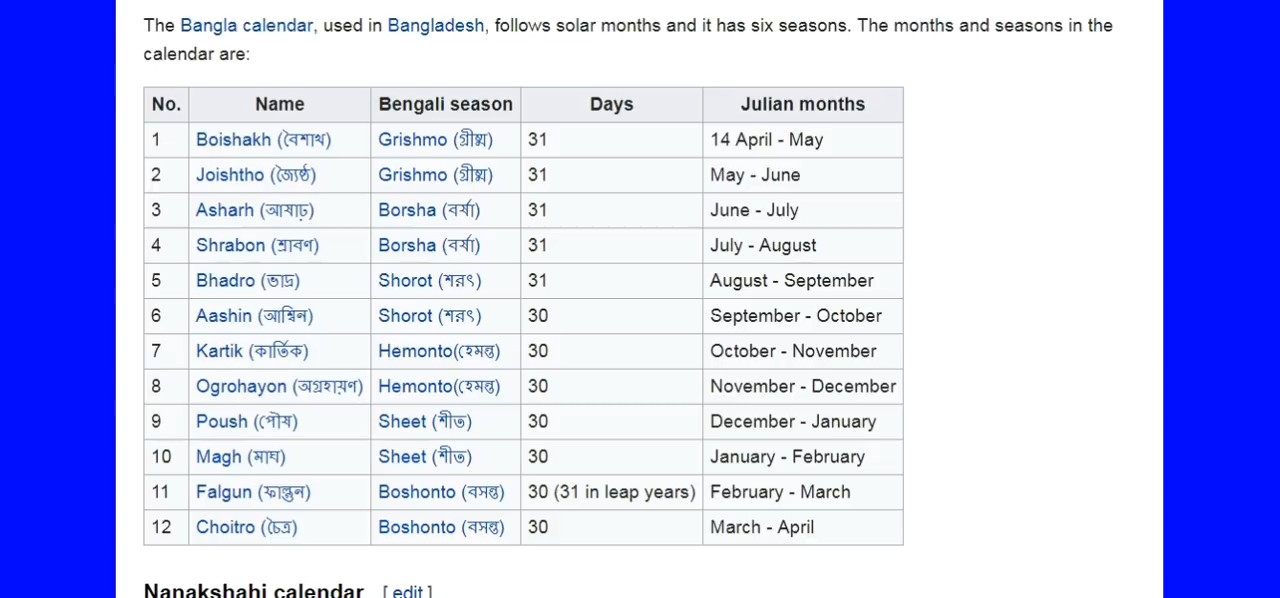 The Bangla calendar, used in Bangladesh, follows solar months and it has six seasons. The months and seasons in the
calendar are:
No. Name Bengali season Days Julian months
1 Boishakh (বৈশাখ) Grishmo (গ্রীষ্ম) 31 14 April - May
2 Joishtho (জ্যৈষ্ঠ) Grishmo (গ্রীষ্ম) 31 May - June
3 Asharh (আষাঢ়) Borsha (বর্ষা) 31 June - July
4 Shrabon (শ্রাবণ) Borsha (বর্ষা) 31 July - August
5 Bhadro (ভাদ্র) Shorot (শরৎ) 31 August - September
6 Aashin (আশ্বিন) Shorot (শরৎ) 30 September - October
7 Kartik (কার্তিক) Hemonto(হেমন্ত) 30 October - November
8 Ogrohayon (অগ্রহায়ণ) Hemonto(হেমন্ত) 30 November - December
9 Poush (পৌষ) Sheet (শীত) 30 December - January
10 Magh (মাঘ) Sheet (শীত) 30 January - February
11 Falgun (ফাল্গুন) Boshonto (বসন্ত) 30 (31 in leap years) February - March
12 Choitro (চৈত্র) Boshonto (বসন্ত) 30 March - April
Nanakshahi calendar [ edit ]